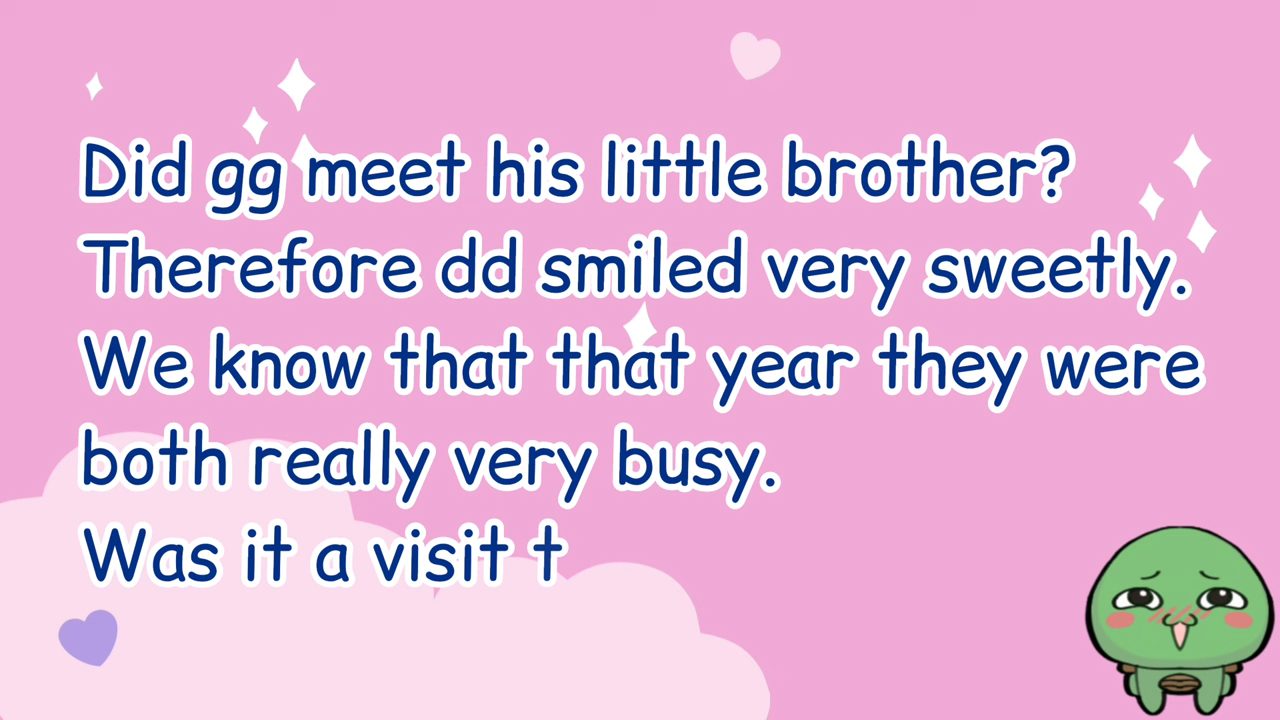 Did gg meet his little brother?
Therefore dd smiled very sweetly.
We know that that year they were
both really very busy.
Was it a visit t